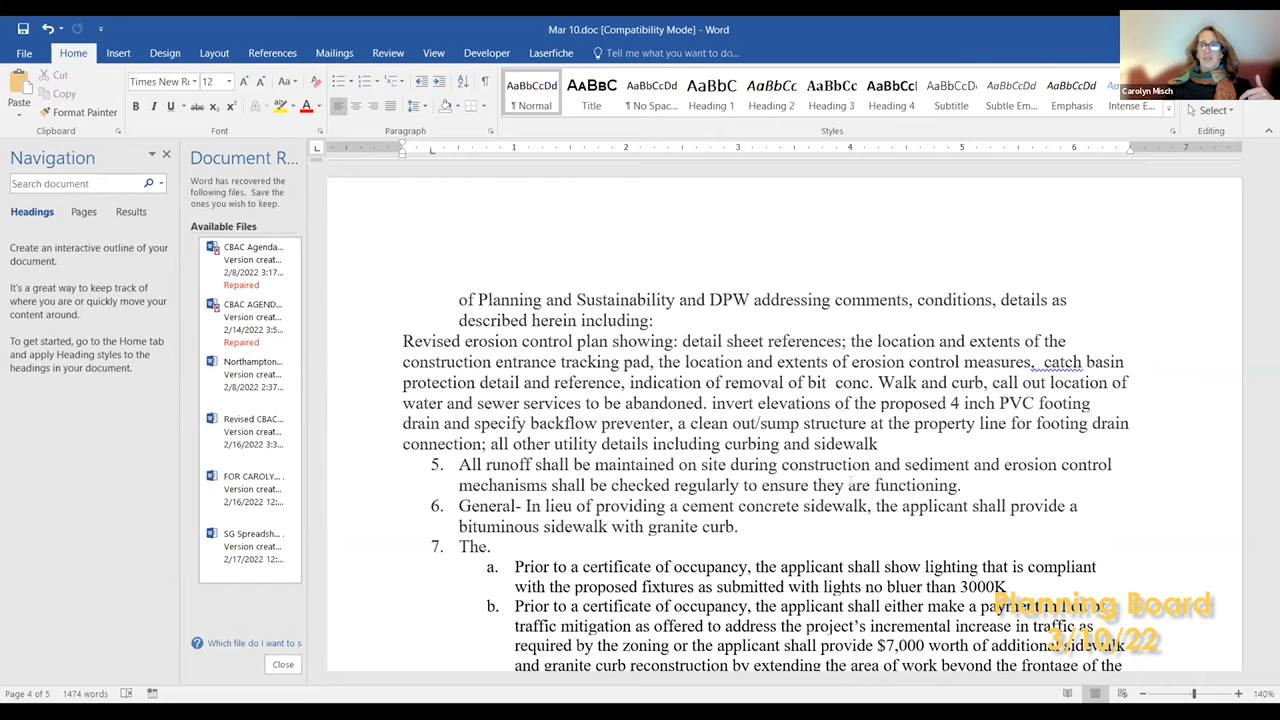 Mar 10.doc [Compatibility Mode] - Word
File Home Insert Design Layout References Mailings Review View Developer Laserfiche Tell me what you want to do...
Carolyn Misch
Paste
Cut
Copy
Format Painter
Clipboard
Times New Ro
12
Font
Paragraph
AaBbCcDd AaBbC AaBbCcDd AaBbC AaBbCc AaBbCc AaBbCc AaBbCcDd AaBbCcDd AaBbCcDd
¶ Normal Title ¶ No Spac... Heading 1 Heading 2 Heading 3 Heading 4 Subtitle Subtle Em... Emphasis Intense E...
Styles
Select
Editing
1 2 3 4 5 6 7
Navigation
Search document
Headings Pages Results
Create an interactive outline of your
document.
It's a great way to keep track of
where you are or quickly move your
content around.
To get started, go to the Home tab
and apply Heading styles to the
headings in your document.
Document R...
Word has recovered the
following files. Save the
ones you wish to keep.
Available Files
CBAC Agenda...
Version creat...
2/8/2022 3:17...
Repaired
CBAC AGEND...
Version creat...
2/14/2022 3:5...
Repaired
Northampton...
Version creat...
2/8/2022 2:37...
Revised CBAC...
Version creat...
2/16/2022 3:3...
FOR CAROLY...
Version creat...
2/16/2022 12:...
SG Spreadsh...
Version creat...
2/17/2022 12:...
Which file do I want to s
Close
of Planning and Sustainability and DPW addressing comments, conditions, details as
described herein including:
Revised erosion control plan showing: detail sheet references; the location and extents of the
construction entrance tracking pad, the location and extents of erosion control measures, catch basin
protection detail and reference, indication of removal of bit conc. Walk and curb, call out location of
water and sewer services to be abandoned. invert elevations of the proposed 4 inch PVC footing
drain and specify backflow preventer, a clean out/sump structure at the property line for footing drain
connection; all other utility details including curbing and sidewalk
5. All runoff shall be maintained on site during construction and sediment and erosion control
mechanisms shall be checked regularly to ensure they are functioning.
6. General- In lieu of providing a cement concrete sidewalk, the applicant shall provide a
bituminous sidewalk with granite curb.
7. The.
a. Prior to a certificate of occupancy, the applicant shall show lighting that is compliant
with the proposed fixtures as submitted with lights no bluer than 3000K
b. Prior to a certificate of occupancy, the applicant shall either make a payment in lieu of
traffic mitigation as offered to address the project's incremental increase in traffic as
required by the zoning or the applicant shall provide $7,000 worth of additional sidewalk
and granite curb reconstruction by extending the area of work beyond the frontage of the
Planning Board
3/10/22
Page 4 of 5 1474 words
140%